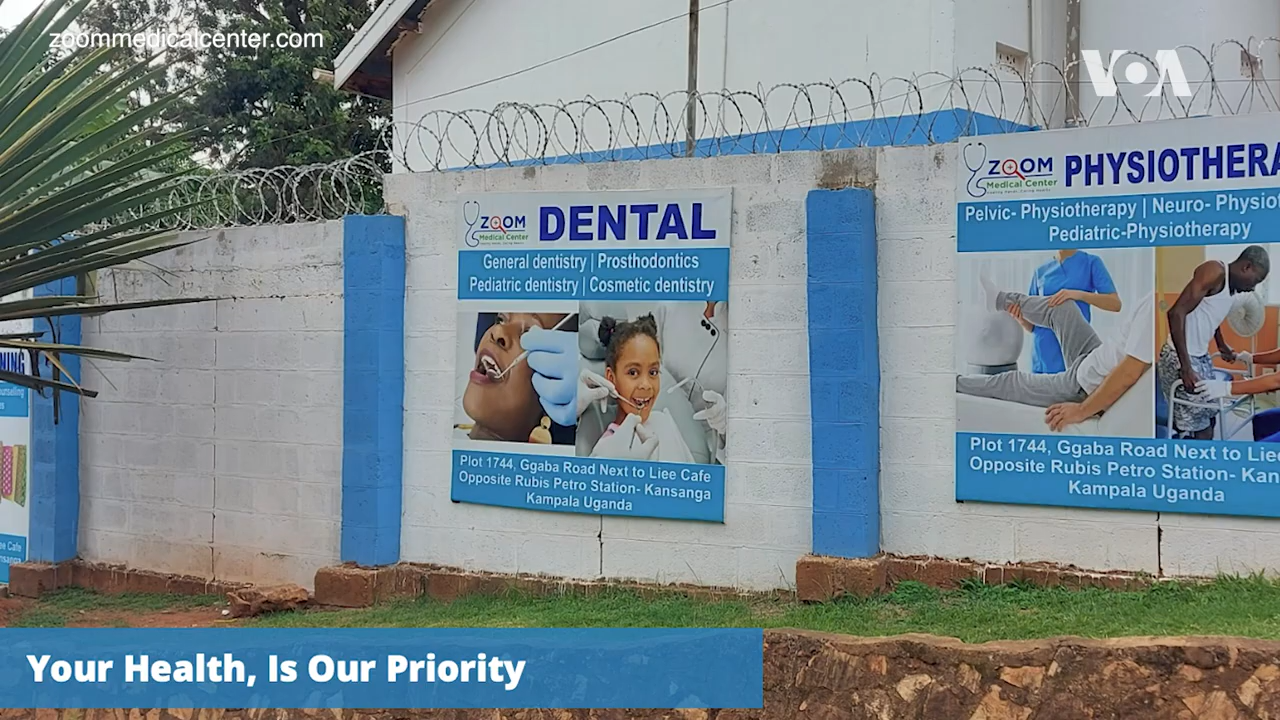 zoommedicalcenter.com
VOA
ZOOM
Medical Center
DENTAL
General dentistry | Prosthodontics
Pediatric dentistry | Cosmetic dentistry
Plot 1744, Ggaba Road Next to Liee Cafe
Opposite Rubis Petro Station- Kansanga
Kampala Uganda
ZOOM
Medical Center
PHYSIOTHERA
Pelvic- Physiotherapy | Neuro- Physio
Pediatric-Physiotherapy
Plot 1744, Ggaba Road Next to Lie
Opposite Rubis Petro Station- Kan
Kampala Uganda
NING
Your Health, Is Our Priority